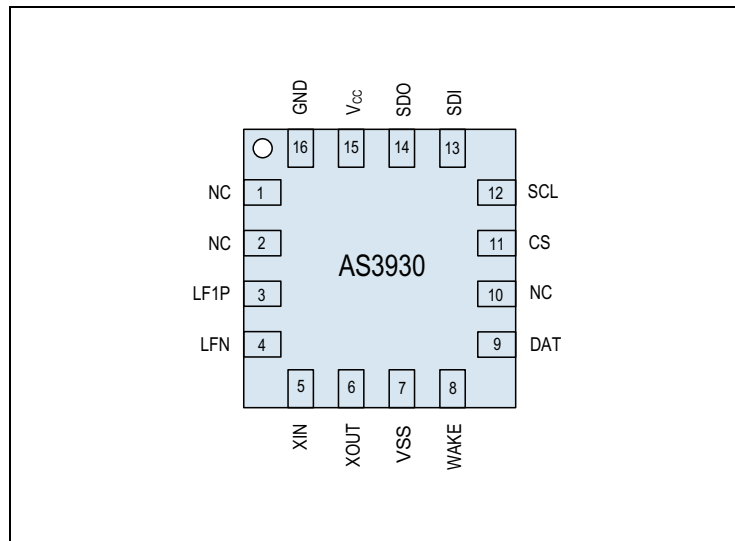 GND
Vcc
SDO
SDI
16
15
14
13
NC 1
12 SCL
NC 2
11 CS
AS3930
LF1P 3
10 NC
LFN 4
9 DAT
5
6
7
8
XIN
XOUT
VSS
WAKE